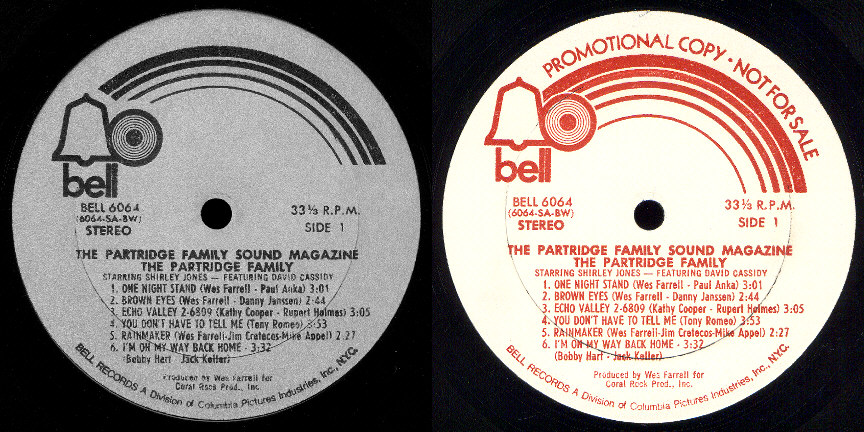 bell
BELL 6064
(6064-SA-BW)
STEREO
33 1/3 R.P.M.
SIDE 1
THE PARTRIDGE FAMILY SOUND MAGAZINE
THE PARTRIDGE FAMILY
STARRING SHIRLEY JONES — FEATURING DAVID CASSIDY
1. ONE NIGHT STAND (Wes Farrell - Paul Anka) 3:01
2. BROWN EYES (Wes Farrell - Danny Janssen) 2:44
3. ECHO VALLEY 2-6809 (Kathy Cooper - Rupert Holmes) 3:05
4. YOU DON'T HAVE TO TELL ME (Tony Romeo) 3:53
5. RAINMAKER (Wes Farrell-Jim Cretecos-Mike Appel) 2:27
6. I'M ON MY WAY BACK HOME - 3:32
(Bobby Hart - Jack Keller)
Produced by Wes Farrell for
Coral Rock Prod., Inc.
BELL RECORDS A Division of Columbia Pictures Industries, Inc., N.Y.C.
PROMOTIONAL COPY • NOT FOR SALE
bell
BELL 6064
(6064-SA-BW)
STEREO
33 1/3 R.P.M.
SIDE 1
THE PARTRIDGE FAMILY SOUND MAGAZINE
THE PARTRIDGE FAMILY
STARRING SHIRLEY JONES — FEATURING DAVID CASSIDY
1. ONE NIGHT STAND (Wes Farrell - Paul Anka) 3:01
2. BROWN EYES (Wes Farrell - Danny Janssen) 2:44
3. ECHO VALLEY 2-6809 (Kathy Cooper - Rupert Holmes) 3:05
4. YOU DON'T HAVE TO TELL ME (Tony Romeo) 3:53
5. RAINMAKER (Wes Farrell-Jim Cretecos-Mike Appel) 2:27
6. I'M ON MY WAY BACK HOME - 3:32
(Bobby Hart - Jack Keller)
Produced by Wes Farrell for
Coral Rock Prod., Inc.
BELL RECORDS A Division of Columbia Pictures Industries, Inc., N.Y.C.